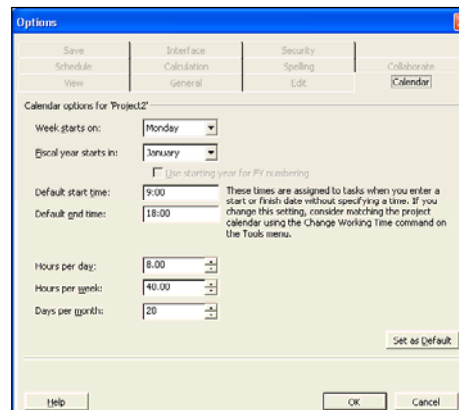 Options
Save Interface Security
Schedule Calculation Spelling Collaborate
View General Edit Calendar
Calendar options for 'Project2'
Week starts on: Monday
Fiscal year starts in: January
Use starting year for FY numbering
Default start time: 9:00
Default end time: 18:00
These times are assigned to tasks when you enter a
start or finish date without specifying a time. If you
change this setting, consider matching the project
calendar using the Change Working Time command on
the Tools menu.
Hours per day: 8.00
Hours per week: 40.00
Days per month: 20
Set as Default
Help OK Cancel